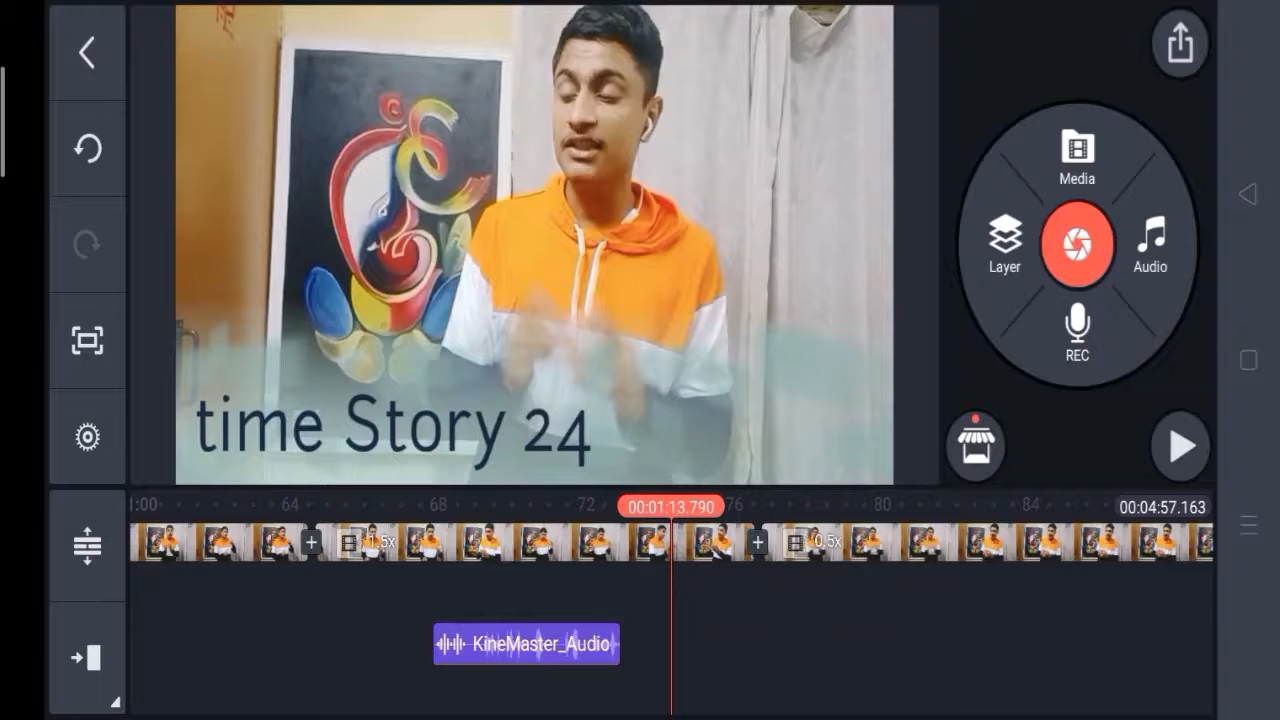 Media
Layer
Audio
REC
time Story 24
1:00
64
68
72
00:01:13.790
76
80
84
00:04:57.163
1.5x
0.5x
KineMaster_Audio